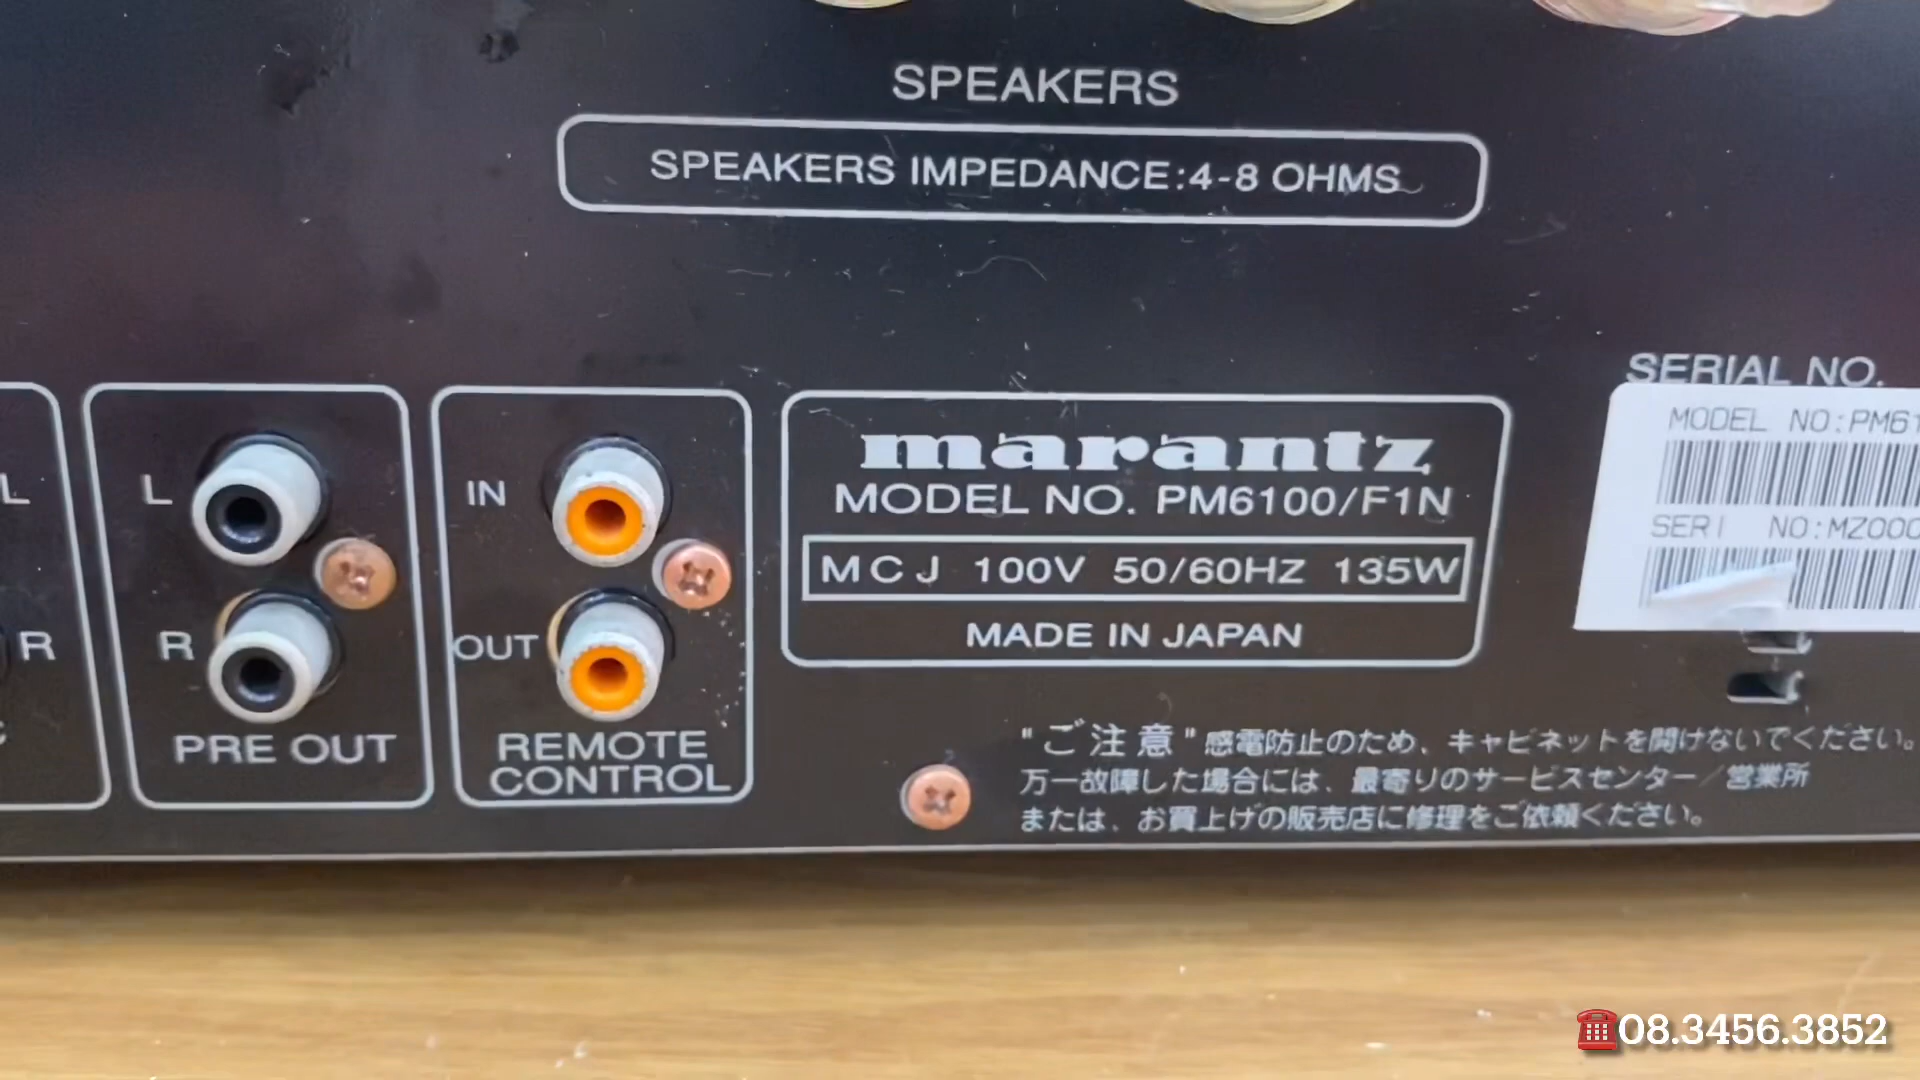 SPEAKERS
SPEAKERS IMPEDANCE:4-8 OHMS
L
R
L
R
PRE OUT
IN
OUT
REMOTE
CONTROL
marantz
MODEL NO. PM6100/F1N
MCJ 100V 50/60Hz 135W
MADE IN JAPAN
SERIAL NO.
MODEL NO:PM61
SERI NO:MZ000
"ご注意"感電防止のため、キャビネットを開けないでください。
万一故障した場合には、最寄りのサービスセンター/営業所
または、お買上げの販売店に修理をご依頼ください。
08.3456.3852